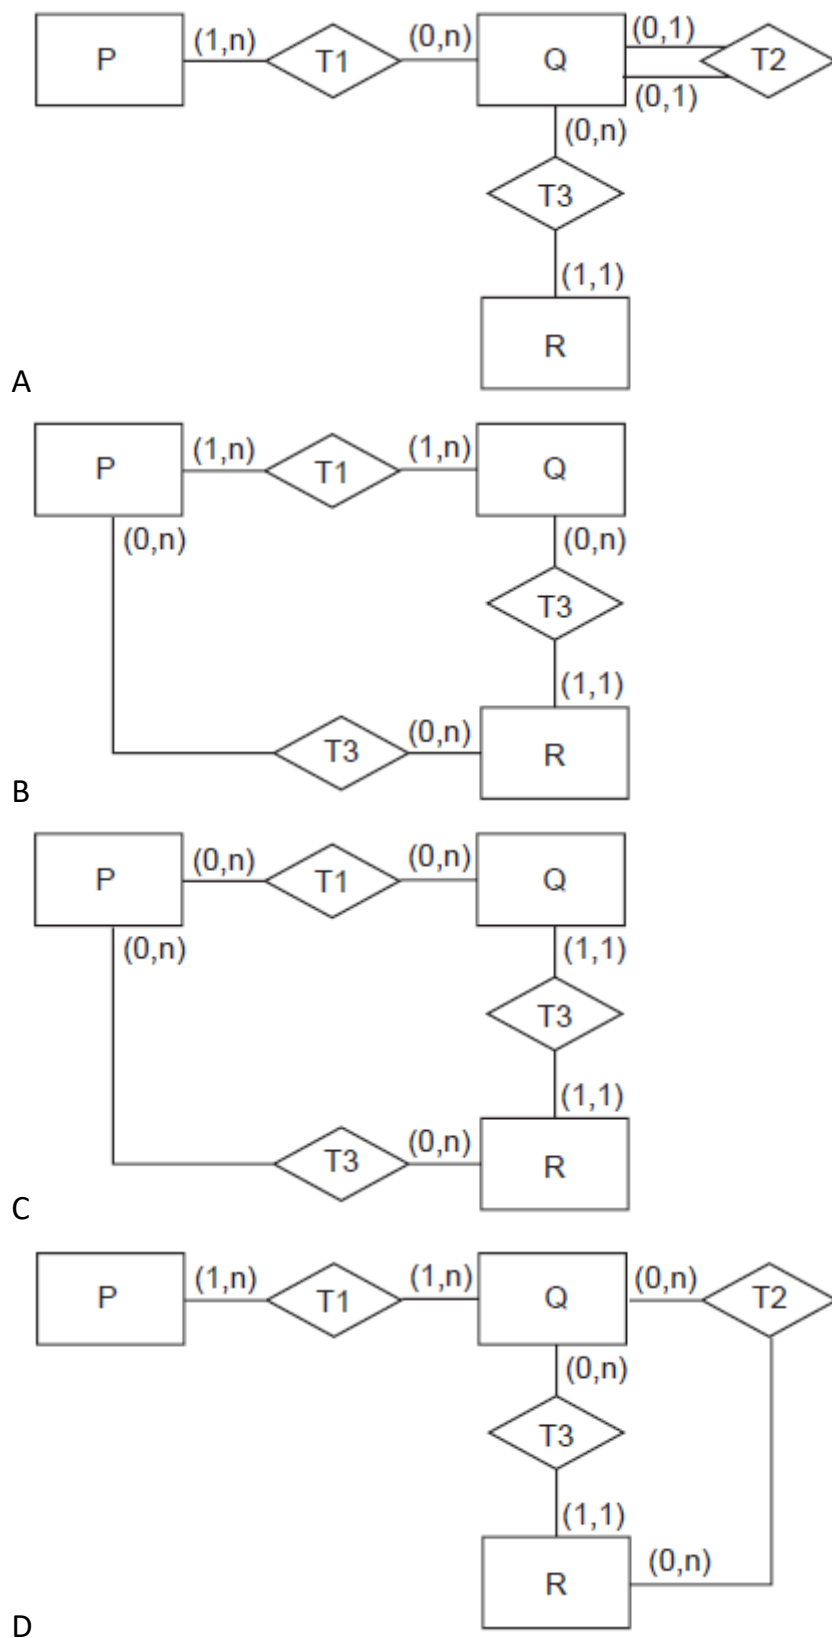 P (1,n) T1 (0,n) Q (0,1) T2
(0,1)
(0,n)
T3
(1,1)
R
A
P (1,n) T1 (1,n) Q
(0,n) (0,n)
T3
(1,1)
T3 (0,n) R
B
P (0,n) T1 (0,n) Q
(0,n) (1,1)
T3
(1,1)
T3 (0,n) R
C
P (1,n) T1 (1,n) Q (0,n) T2
(0,n)
T3
(1,1)
R (0,n)
D